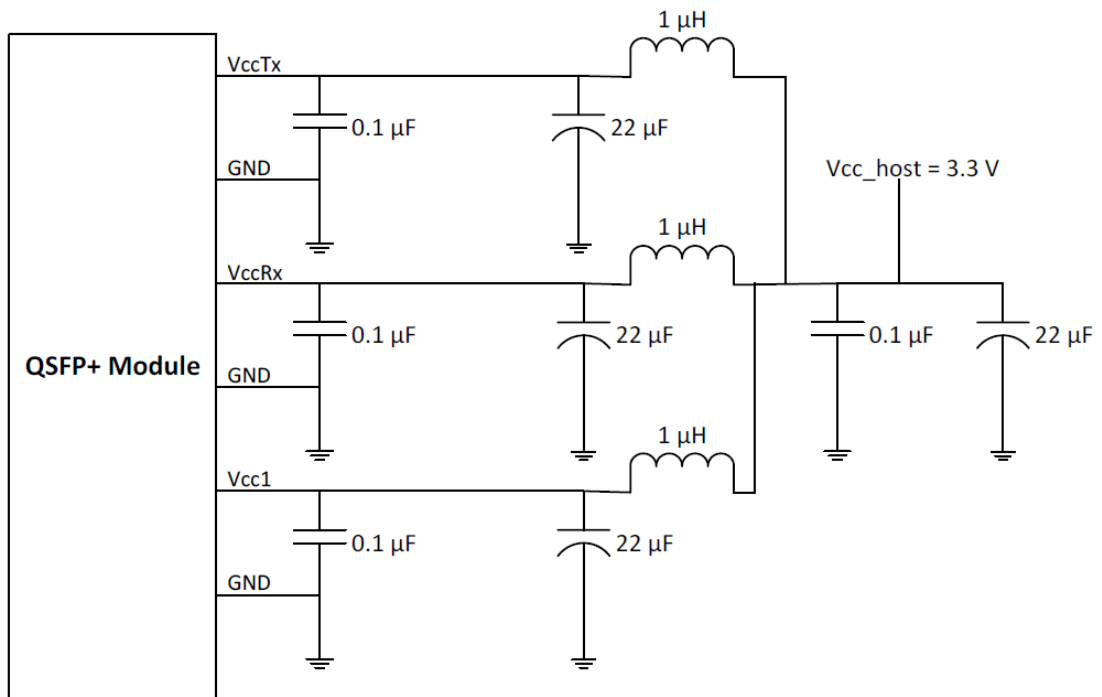 1 µH
VccTx
0.1 µF
22 µF
GND
Vcc_host = 3.3 V
1 µH
VccRx
0.1 µF
22 µF
0.1 µF
22 µF
QSFP+ Module
GND
1 µH
Vcc1
0.1 µF
22 µF
GND